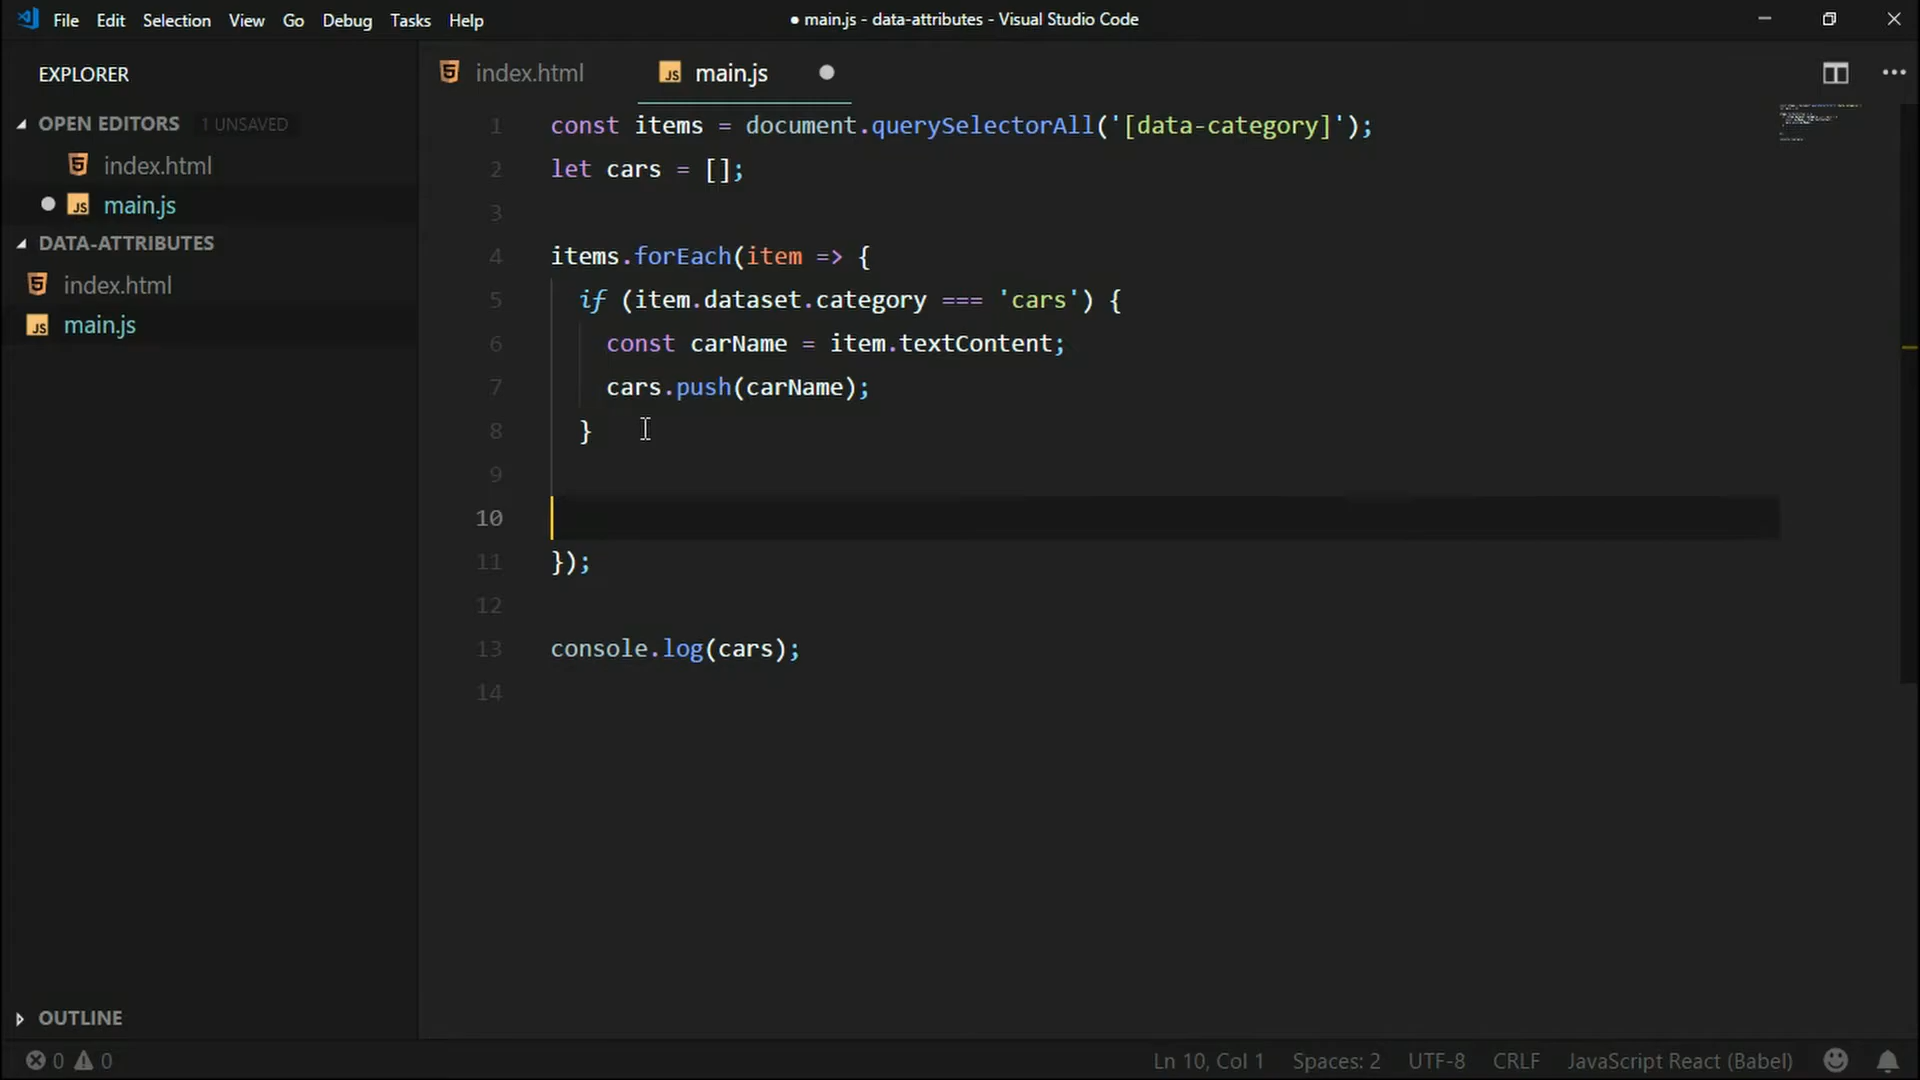 File Edit Selection View Go Debug Tasks Help
● main.js - data-attributes - Visual Studio Code
EXPLORER
OPEN EDITORS 1 UNSAVED
index.html
JS main.js
DATA-ATTRIBUTES
index.html
JS main.js
OUTLINE
index.html
JS main.js
1 const items = document.querySelectorAll('[data-category]');
2 let cars = [];
3
4 items.forEach(item => {
5 if (item.dataset.category === 'cars') {
6 const carName = item.textContent;
7 cars.push(carName);
8 }
9
10
11 });
12
13 console.log(cars);
14
0 0
Ln 10, Col 1 Spaces: 2 UTF-8 CRLF JavaScript React (Babel)